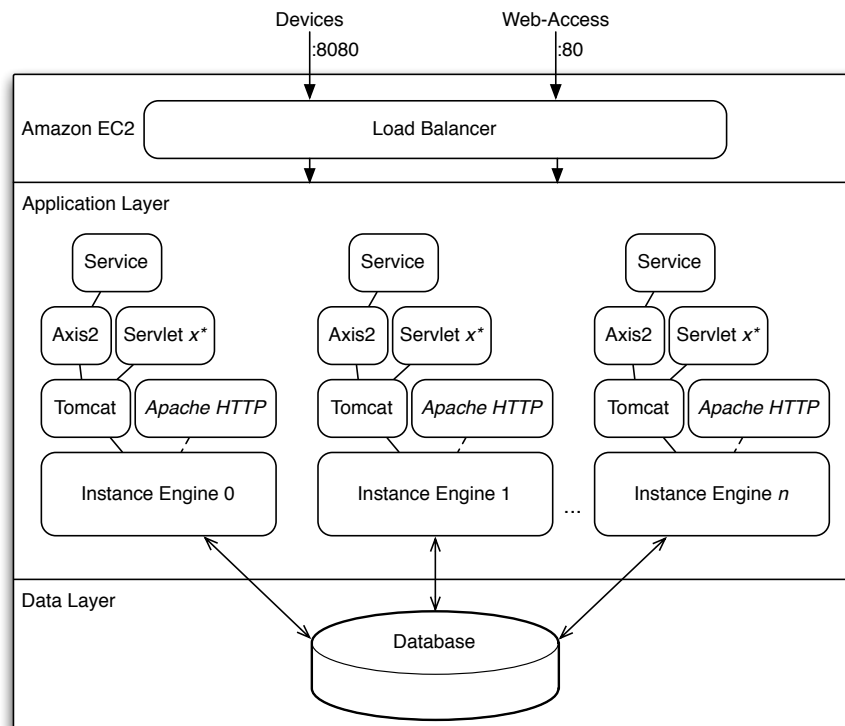 Devices
Web-Access
:8080
:80
Amazon EC2
Load Balancer
Application Layer
Service
Service
Service
Axis2
Servlet x*
Axis2
Servlet x*
Axis2
Servlet x*
Tomcat
Apache HTTP
Tomcat
Apache HTTP
Tomcat
Apache HTTP
Instance Engine 0
Instance Engine 1
...
Instance Engine n
Data Layer
Database